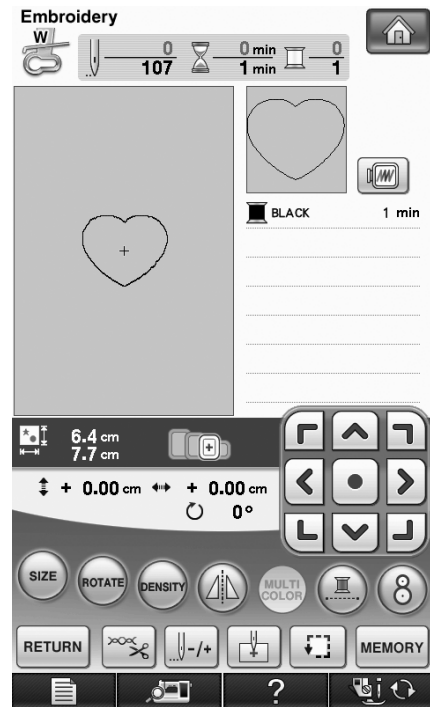 Embroidery
W
0 0 min 0
107 1 min 1
BLACK 1 min
6.4 cm
7.7 cm
+ 0.00 cm + 0.00 cm
0°
SIZE ROTATE DENSITY MULTI COLOR 8
RETURN -/+ MEMORY
?